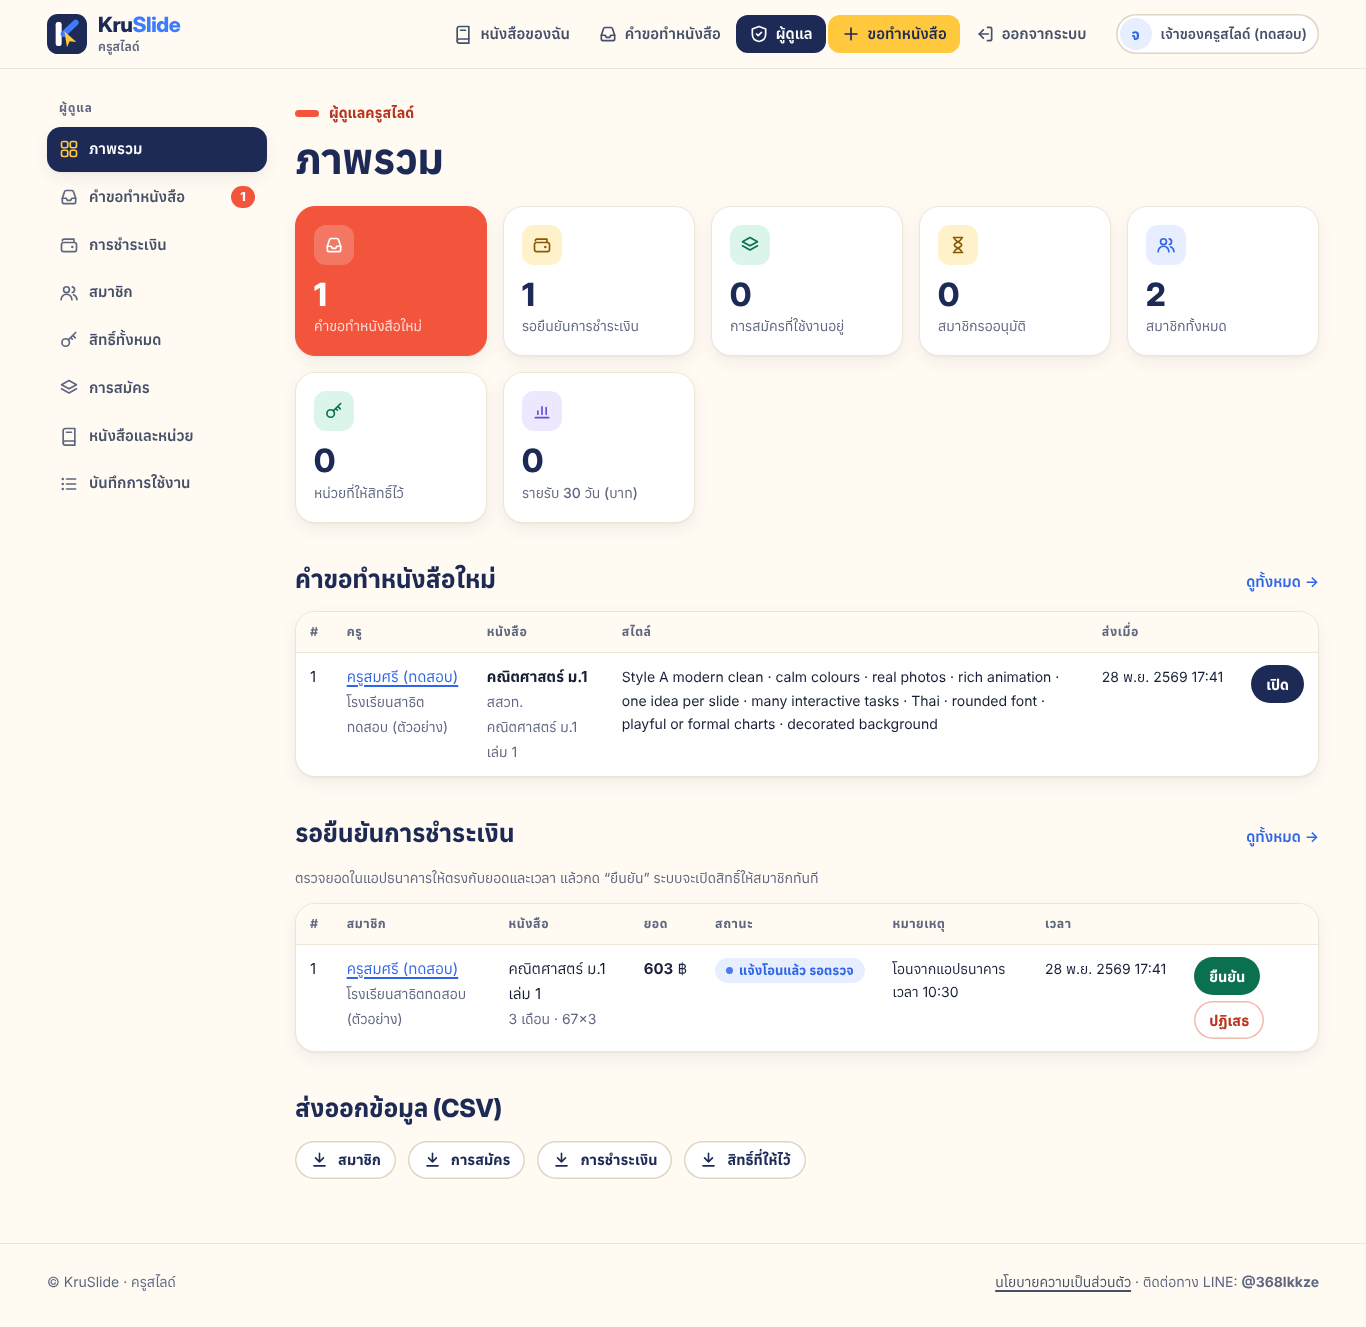 KruSlide
ครูสไลด์
หนังสือของฉัน
คำขอทำหนังสือ
ผู้ดูแล
ขอทำหนังสือ
ออกจากระบบ
จ
เจ้าของครูสไลด์ (ทดสอบ)
ผู้ดูแล
ภาพรวม
คำขอทำหนังสือ 1
การชำระเงิน
สมาชิก
สิทธิ์ทั้งหมด
การสมัคร
หนังสือและหน่วย
บันทึกการใช้งาน
ผู้ดูแลครูสไลด์
ภาพรวม
1
คำขอทำหนังสือใหม่
1
รอยืนยันการชำระเงิน
0
การสมัครที่ใช้งานอยู่
0
สมาชิกรออนุมัติ
2
สมาชิกทั้งหมด
0
หน่วยที่ให้สิทธิ์ไว้
0
รายรับ 30 วัน (บาท)
คำขอทำหนังสือใหม่
ดูทั้งหมด →
# ครู หนังสือ สไตล์ ส่งเมื่อ
1
ครูสมศรี (ทดสอบ)
โรงเรียนสาธิต
ทดสอบ (ตัวอย่าง)
คณิตศาสตร์ ม.1
สสวท.
คณิตศาสตร์ ม.1
เล่ม 1
Style A modern clean · calm colours · real photos · rich animation ·
one idea per slide · many interactive tasks · Thai · rounded font ·
playful or formal charts · decorated background
28 พ.ย. 2569 17:41
เปิด
รอยืนยันการชำระเงิน
ดูทั้งหมด →
ตรวจยอดในแอปธนาคารให้ตรงกับยอดและเวลา แล้วกด “ยืนยัน” ระบบจะเปิดสิทธิ์ให้สมาชิกทันที
# สมาชิก หนังสือ ยอด สถานะ หมายเหตุ เวลา
1
ครูสมศรี (ทดสอบ)
โรงเรียนสาธิตทดสอบ
(ตัวอย่าง)
คณิตศาสตร์ ม.1
เล่ม 1
3 เดือน · 67×3
603 ฿
แจ้งโอนแล้ว รอตรวจ
โอนจากแอปธนาคาร
เวลา 10:30
28 พ.ย. 2569 17:41
ยืนยัน
ปฏิเสธ
ส่งออกข้อมูล (CSV)
สมาชิก
การสมัคร
การชำระเงิน
สิทธิ์ที่ให้ไว้
© KruSlide · ครูสไลด์
นโยบายความเป็นส่วนตัว · ติดต่อทาง LINE: @368lkkze